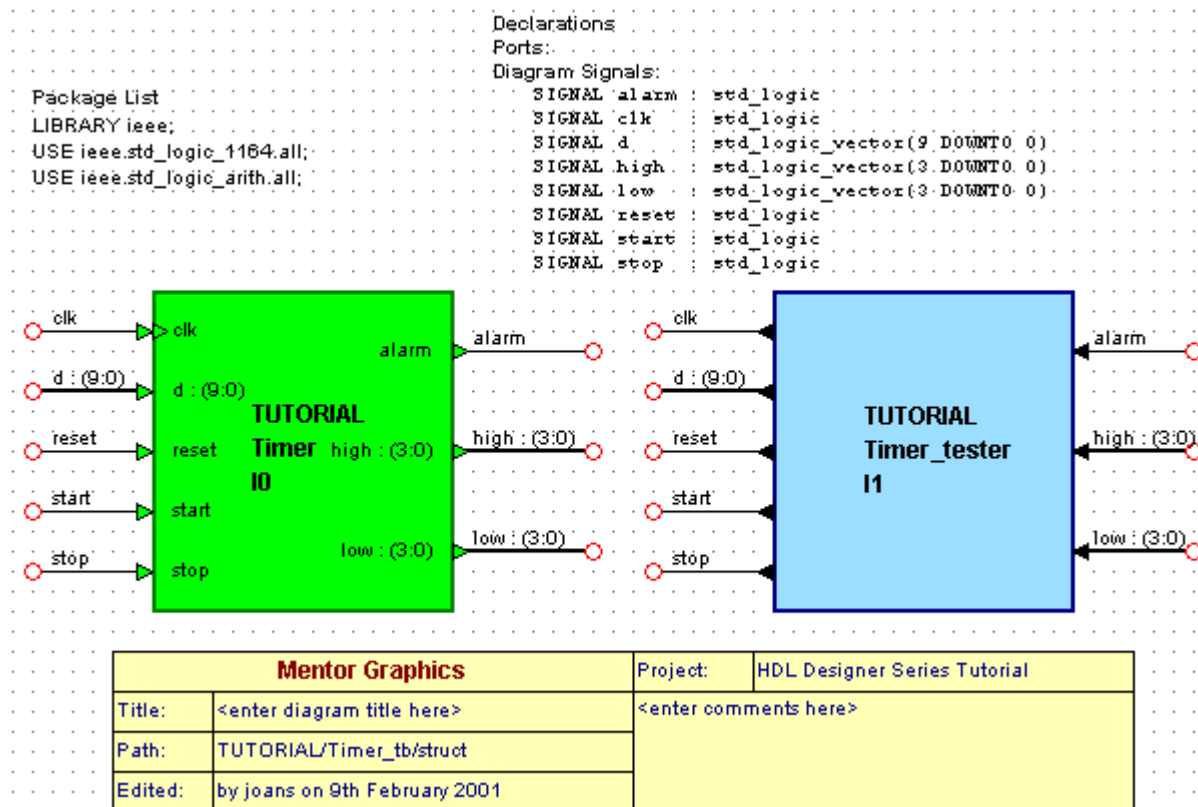 Declarations
Ports:
Diagram Signals:
SIGNAL alarm : std_logic
SIGNAL clk : std_logic
SIGNAL d : std_logic_vector(9 DOWNTO 0)
SIGNAL high : std_logic_vector(3 DOWNTO 0)
SIGNAL low : std_logic_vector(3 DOWNTO 0)
SIGNAL reset : std_logic
SIGNAL start : std_logic
SIGNAL stop : std_logic
Package List
LIBRARY ieee;
USE ieee.std_logic_1164.all;
USE ieee.std_logic_arith.all;
clk
d : (9:0)
reset
start
stop
clk
d : (9:0)
reset
start
stop
TUTORIAL
Timer
I0
alarm
high : (3:0)
low : (3:0)
alarm
high : (3:0)
low : (3:0)
clk
d : (9:0)
reset
start
stop
TUTORIAL
Timer_tester
I1
alarm
high : (3:0)
low : (3:0)
Mentor Graphics
Project: HDL Designer Series Tutorial
Title: <enter diagram title here>
<enter comments here>
Path: TUTORIAL/Timer_tb/struct
Edited: by joans on 9th February 2001